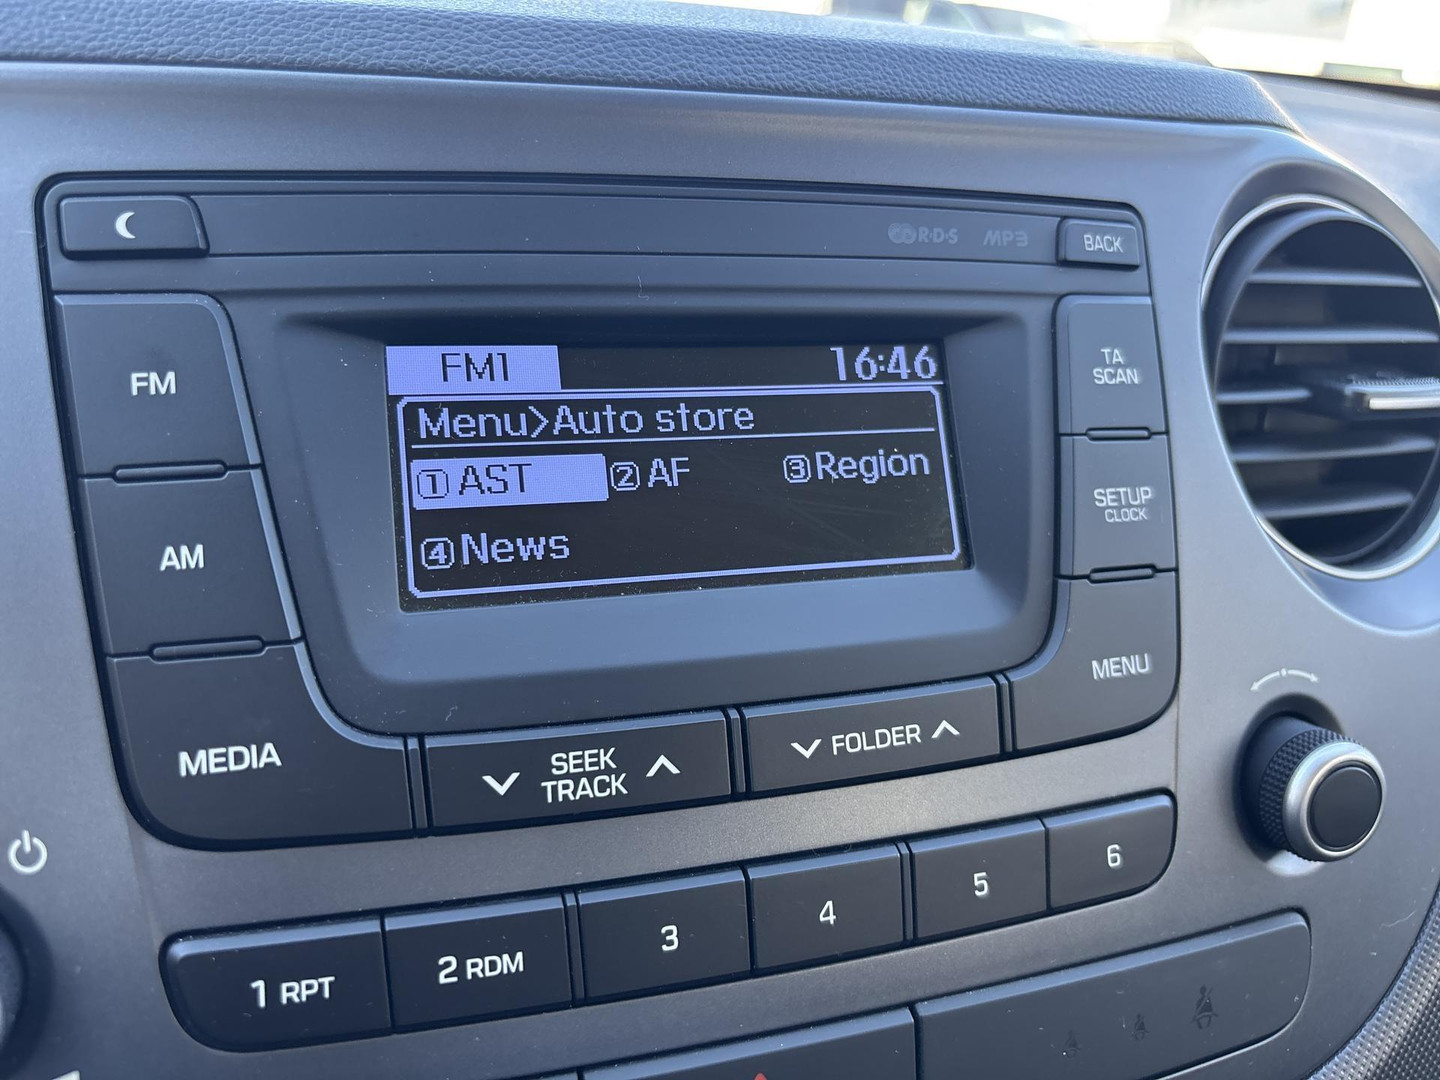 R·D·S MP3 BACK
FM1 16:46
Menu>Auto store
①AST ②AF ③Region
④News
FM
AM
MEDIA
TA
SCAN
SETUP
CLOCK
MENU
SEEK
TRACK
FOLDER
1 RPT 2 RDM 3 4 5 6